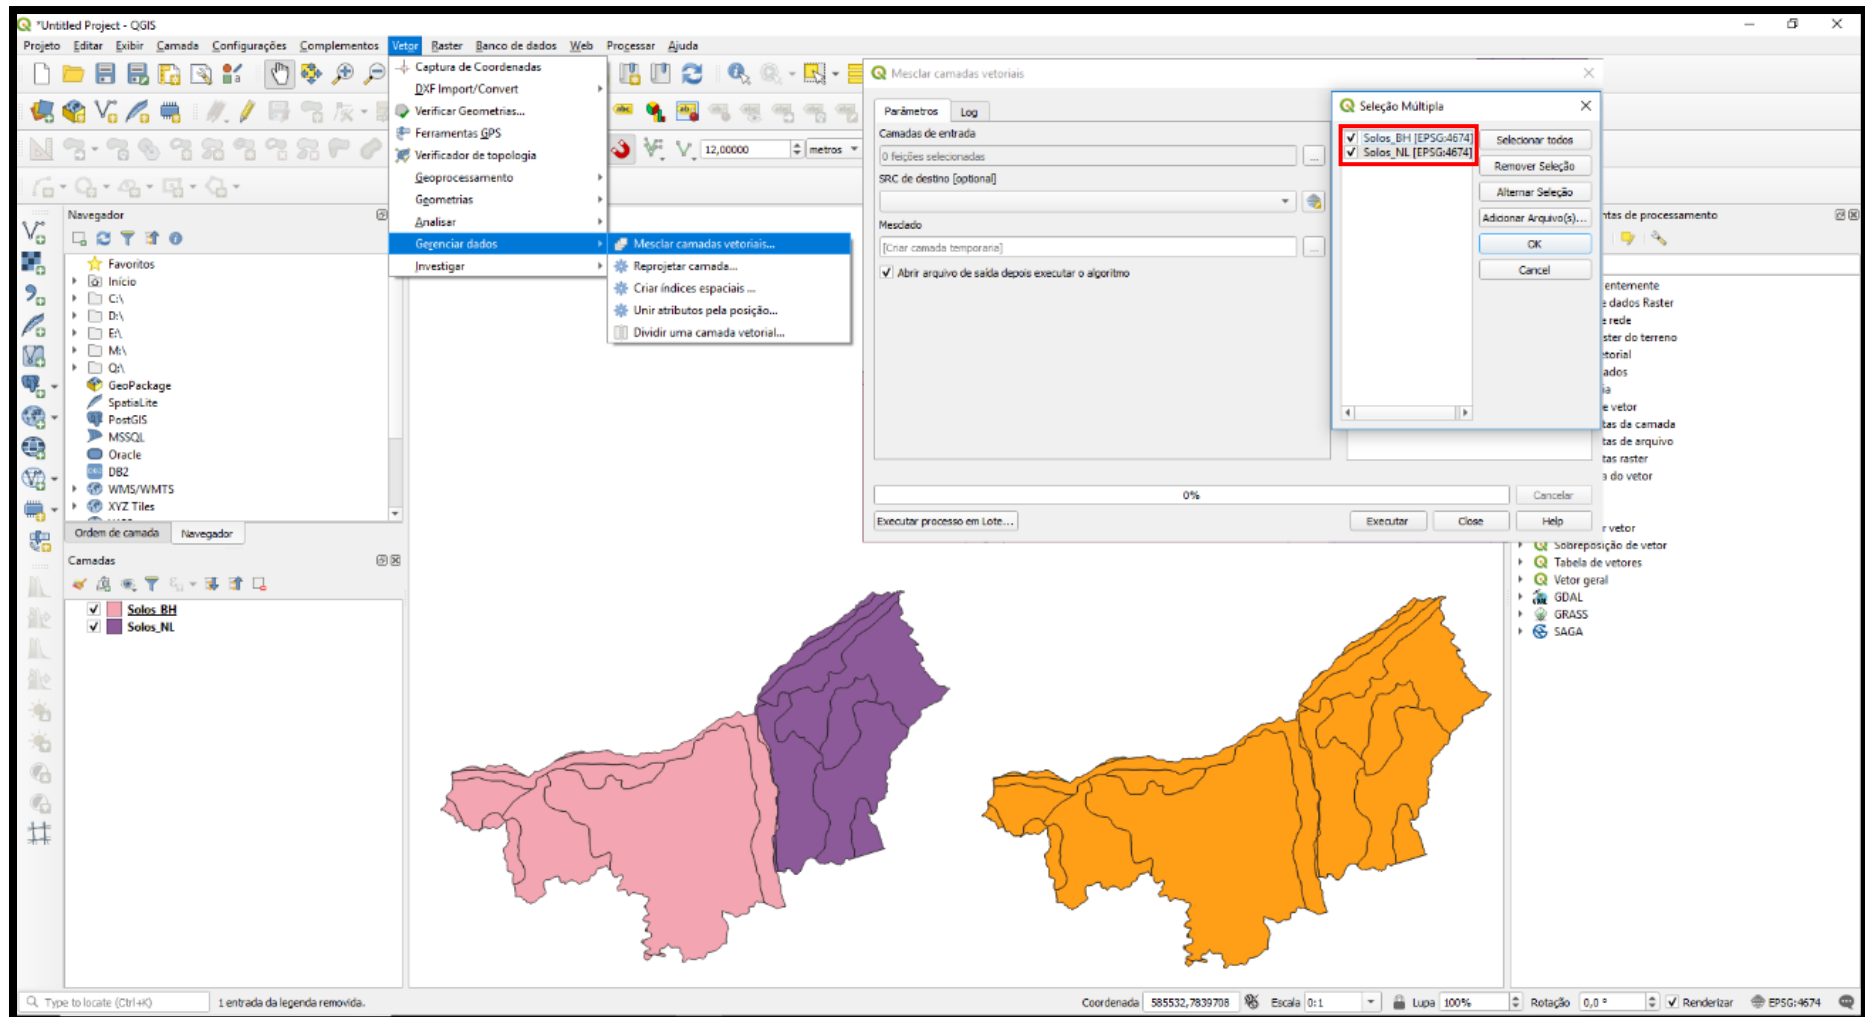 *Untitled Project - QGIS
Projeto Editar Exibir Camada Configurações Complementos Vetor Raster Banco de dados Web Processar Ajuda
Captura de Coordenadas
DXF Import/Convert
Verificar Geometrias...
Ferramentas GPS
Verificador de topologia
Geoprocessamento
Geometrias
Analisar
Gerenciar dados
Investigar
Mesclar camadas vetoriais...
Reprojetar camada...
Criar índices espaciais ...
Unir atributos pela posição...
Dividir uma camada vetorial...
12,00000 metros
Mesclar camadas vetoriais
Parâmetros Log
Camadas de entrada
0 feições selecionadas
...
SRC de destino [optional]
Mesclado
[Criar camada temporaria]
...
Abrir arquivo de saída depois executar o algoritmo
0%
Cancelar
Executar processo em Lote...
Executar Close Help
Seleção Múltipla
Solos_BH [EPSG:4674]
Solos_NL [EPSG:4674]
Selecionar todos
Remover Seleção
Alternar Seleção
Adicionar Arquivo(s)...
OK
Cancel
Navegador
Favoritos
Início
C:\
D:\
E:\
M:\
Q:\
GeoPackage
SpatiaLite
PostGIS
MSSQL
Oracle
DB2
WMS/WMTS
XYZ Tiles
Ordem de camada Navegador
Camadas
Solos_BH
Solos_NL
ntas de processamento
entemente
e dados Raster
e rede
ster do terreno
etorial
ados
ia
e vetor
tas da camada
tas de arquivo
tas raster
a do vetor
r vetor
Sobreposição de vetor
Tabela de vetores
Vetor geral
GDAL
GRASS
SAGA
Type to locate (Ctrl+K) 1 entrada da legenda removida. Coordenada 585532,7839708 Escala 0:1 Lupa 100% Rotação 0,0 ° Renderizar EPSG:4674